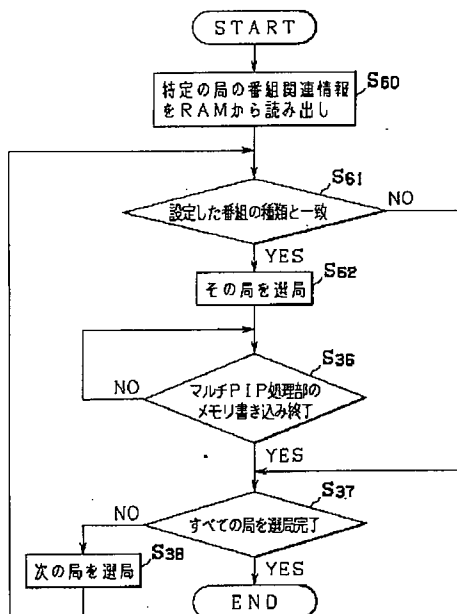 START
特定の局の番組関連情報
をRAMから読み出し
S60
設定した番組の種類と一致
S61
NO
YES
その局を選局
S62
マルチPIP処理部の
メモリ書き込み終了
S36
NO
YES
すべての局を選局完了
S37
NO
次の局を選局
S38
YES
END